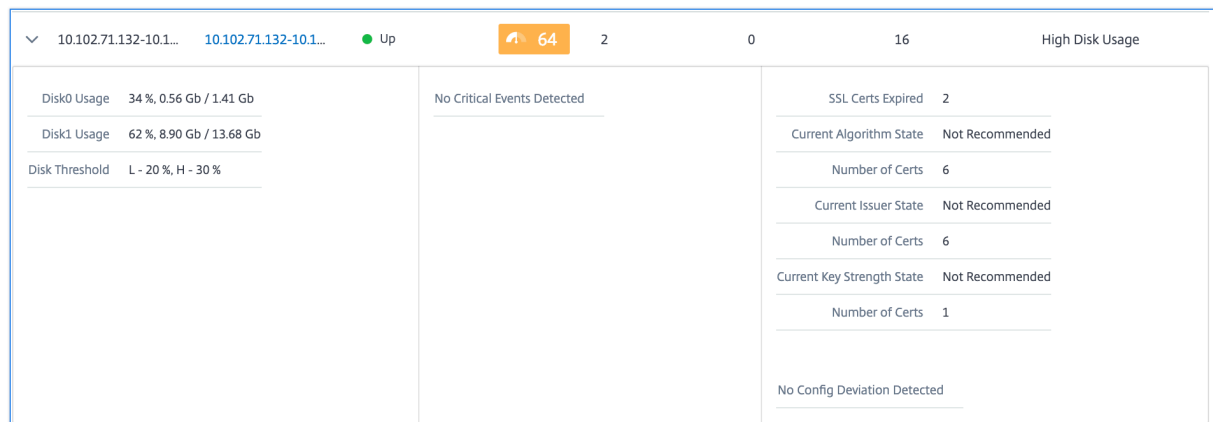 10.102.71.132-10.1... 10.102.71.132-10.1... Up 64 2 0 16 High Disk Usage
Disk0 Usage 34 %, 0.56 Gb / 1.41 Gb
Disk1 Usage 62 %, 8.90 Gb / 13.68 Gb
Disk Threshold L - 20 %, H - 30 %
No Critical Events Detected
SSL Certs Expired 2
Current Algorithm State Not Recommended
Number of Certs 6
Current Issuer State Not Recommended
Number of Certs 6
Current Key Strength State Not Recommended
Number of Certs 1
No Config Deviation Detected